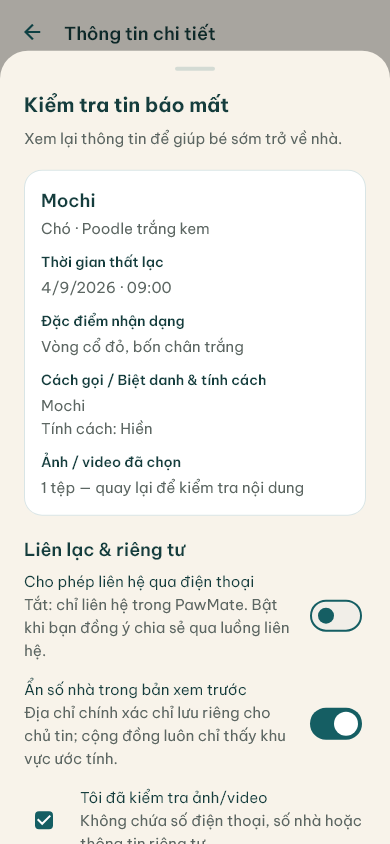 Thông tin chi tiết
Kiểm tra tin báo mất
Xem lại thông tin để giúp bé sớm trở về nhà.
Mochi
Chó · Poodle trắng kem
Thời gian thất lạc
4/9/2026 · 09:00
Đặc điểm nhận dạng
Vòng cổ đỏ, bốn chân trắng
Cách gọi / Biệt danh & tính cách
Mochi
Tính cách: Hiền
Ảnh / video đã chọn
1 tệp — quay lại để kiểm tra nội dung
Liên lạc & riêng tư
Cho phép liên hệ qua điện thoại
Tắt: chỉ liên hệ trong PawMate. Bật
khi bạn đồng ý chia sẻ qua luồng liên
hệ.
Ẩn số nhà trong bản xem trước
Địa chỉ chính xác chỉ lưu riêng cho
chủ tin; cộng đồng luôn chỉ thấy khu
vực ước tính.
Tôi đã kiểm tra ảnh/video
Không chứa số điện thoại, số nhà hoặc
thông tin riêng tư